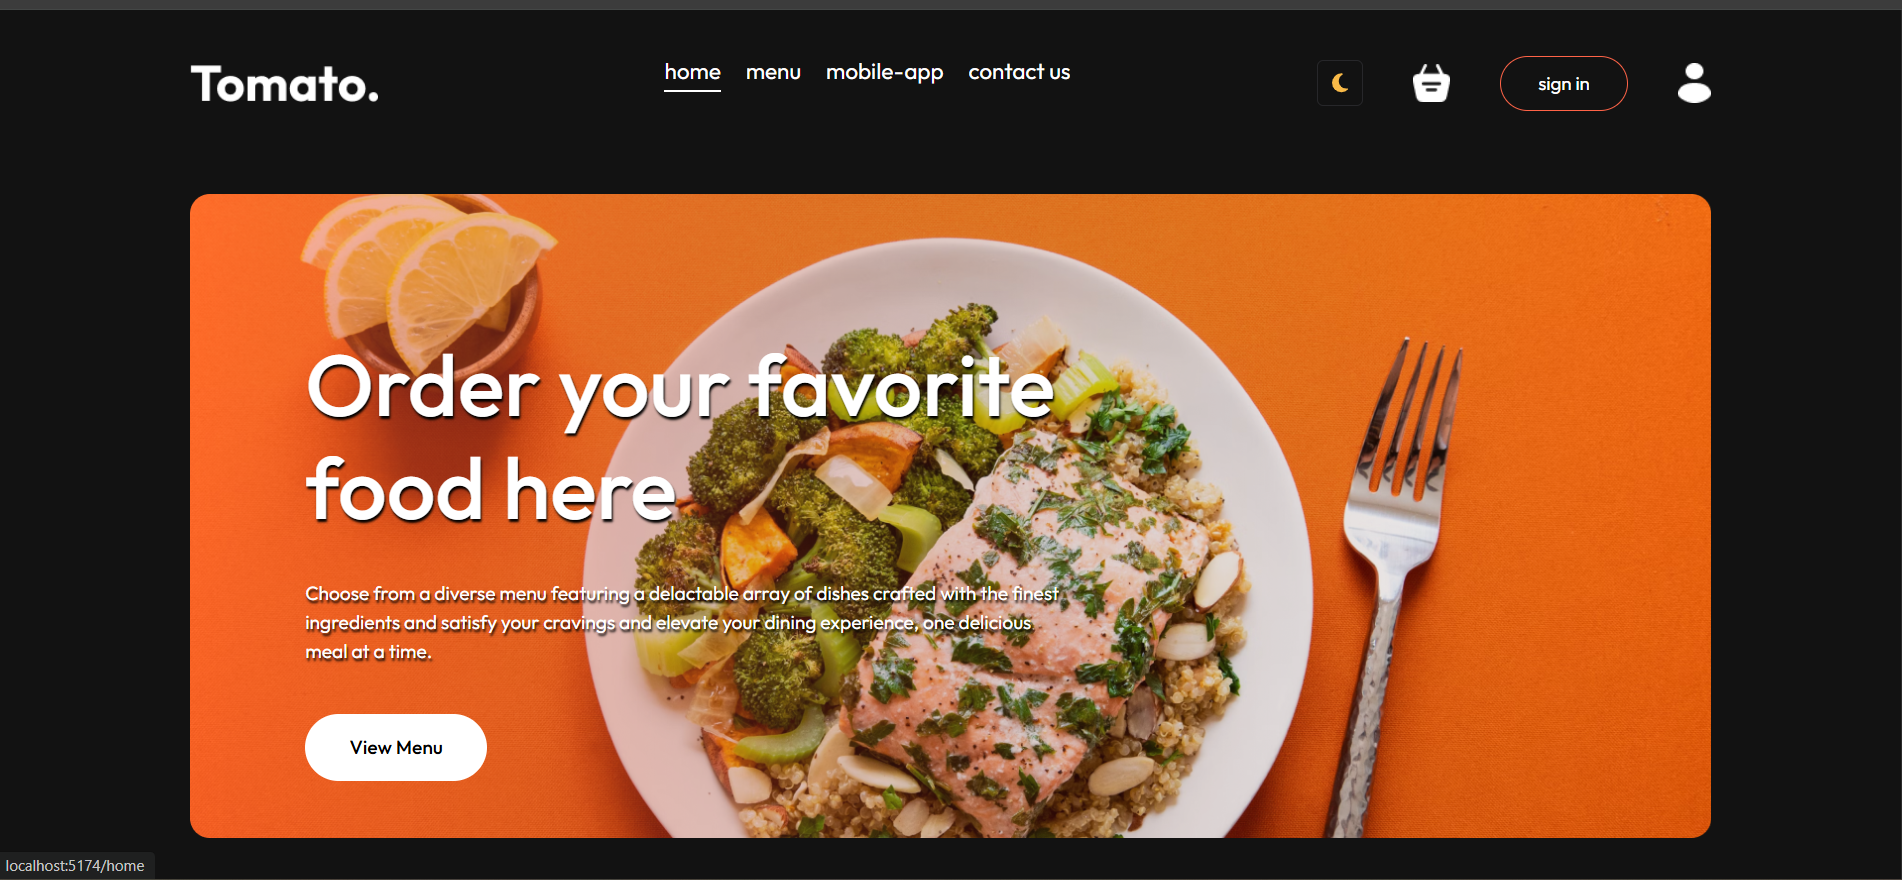 Tomato.
home menu mobile-app contact us
sign in
Order your favorite
food here
Choose from a diverse menu featuring a delactable array of dishes crafted with the finest
ingredients and satisfy your cravings and elevate your dining experience, one delicious
meal at a time.
View Menu
localhost:5174/home